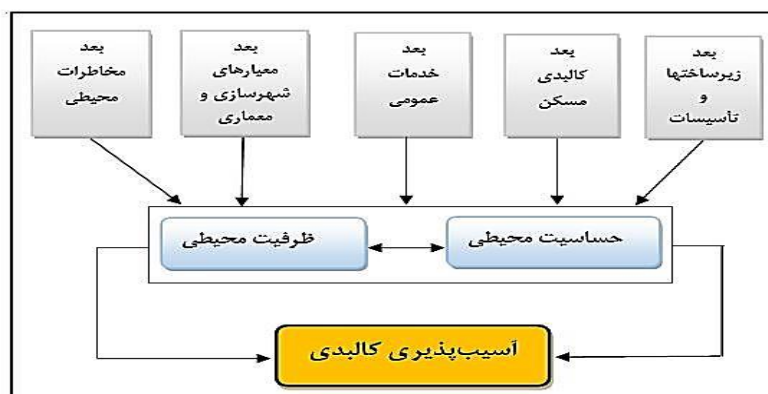 بعد
زیرساختها
و
تأسیسات
بعد
کالبدی
مسکن
بعد
خدمات
عمومی
بعد
معیارهای
شهرسازی و
معماری
بعد
مخاطرات
محیطی
حساسیت محیطی
ظرفیت محیطی
آسیب‌پذیری کالبدی